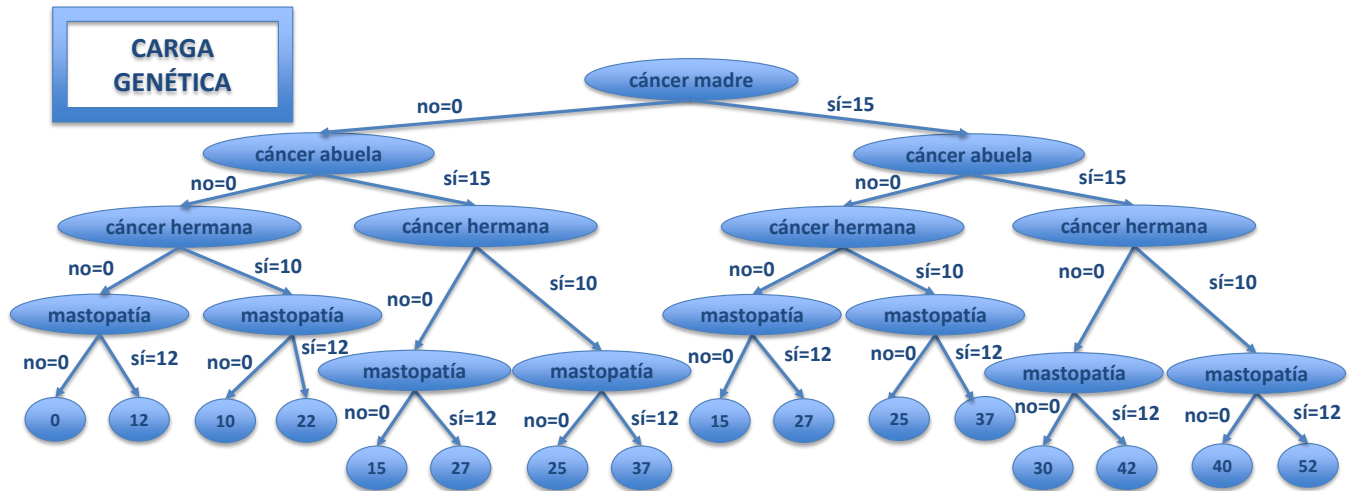 CARGA
GENÉTICA
cáncer madre
no=0
sí=15
cáncer abuela
cáncer abuela
no=0
sí=15
no=0
sí=15
cáncer hermana
cáncer hermana
cáncer hermana
cáncer hermana
no=0
sí=10
no=0
sí=10
no=0
sí=10
no=0
sí=10
mastopatía
mastopatía
mastopatía
mastopatía
mastopatía
mastopatía
mastopatía
mastopatía
no=0
sí=12
no=0
sí=12
no=0
sí=12
no=0
sí=12
0
12
10
22
15
27
25
37
no=0
sí=12
no=0
sí=12
no=0
sí=12
no=0
sí=12
15
27
25
37
30
42
40
52